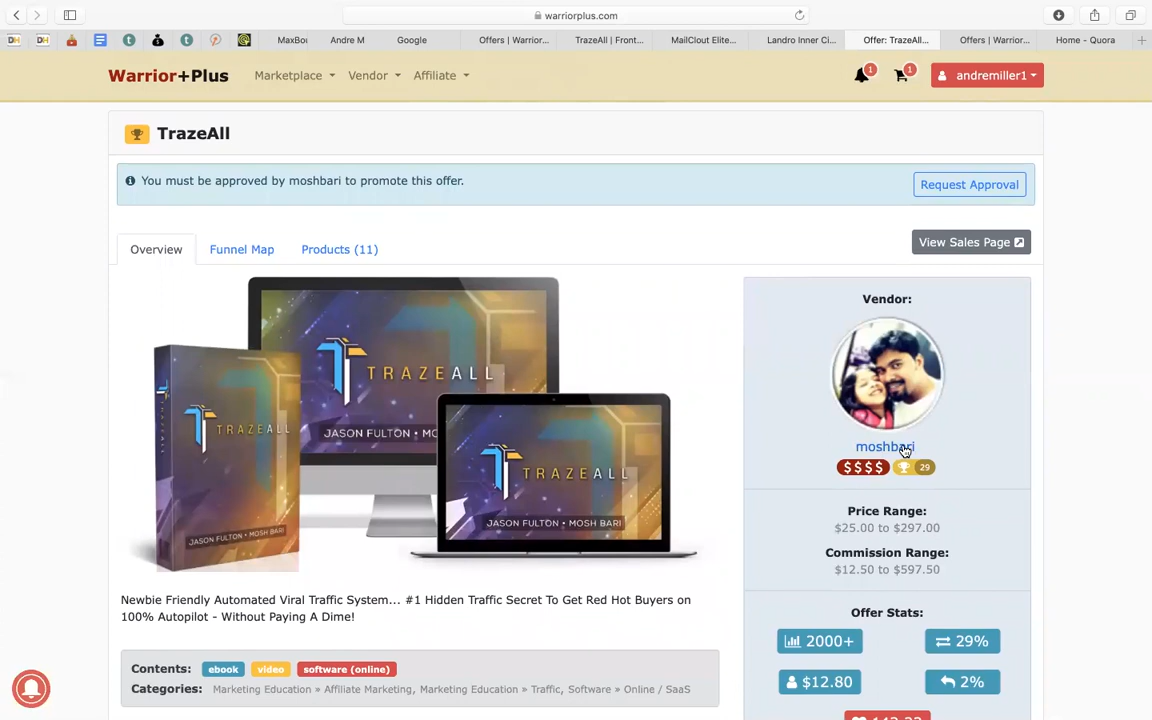 warriorplus.com
MaxBo
Andre M
Google
Offers | Warrior...
TrazeAll | Front...
MailClout Elite...
Landro Inner Ci...
Offer: TrazeAll...
Offers | Warrior...
Home - Quora
Warrior+Plus
Marketplace
Vendor
Affiliate
1
1
andremiller1
TrazeAll
You must be approved by moshbari to promote this offer.
Request Approval
Overview
Funnel Map
Products (11)
View Sales Page
Vendor:
TRAZEALL
JASON FULTON • MO
TRAZEALL
JASON FULTON • MOSH BARI
TRAZEALL
JASON FULTON • MOSH BARI
moshbari
$$$$
29
Price Range:
$25.00 to $297.00
Commission Range:
$12.50 to $597.50
Offer Stats:
2000+
29%
$12.80
2%
Newbie Friendly Automated Viral Traffic System... #1 Hidden Traffic Secret To Get Red Hot Buyers on
100% Autopilot - Without Paying A Dime!
Contents: ebook video software (online)
Categories: Marketing Education » Affiliate Marketing, Marketing Education » Traffic, Software » Online / SaaS